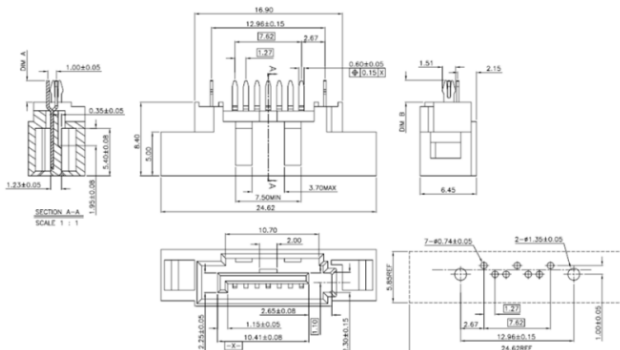 16.90
12.96±0.15
7.62
2.67
1.27
0.60±0.05
0.15 X
A
DIM A
1.00±0.05
0.35±0.05
5.40±0.08
1.95±0.08
1.23±0.05
SECTION A-A
SCALE 1 : 1
8.40
5.00
A
3.70MAX
7.50MIN
24.62
1.51
2.15
DIM. B
6.45
10.70
2.00
2.65±0.08
1.15±0.05
10.41±0.08
-X-
2.25±0.05
1.10
1.30±0.15
7-ø0.74±0.05
2-ø1.35±0.05
5.85REF
1.27
2.67
7.62
12.96±0.15
1.00±0.05
24.62REF